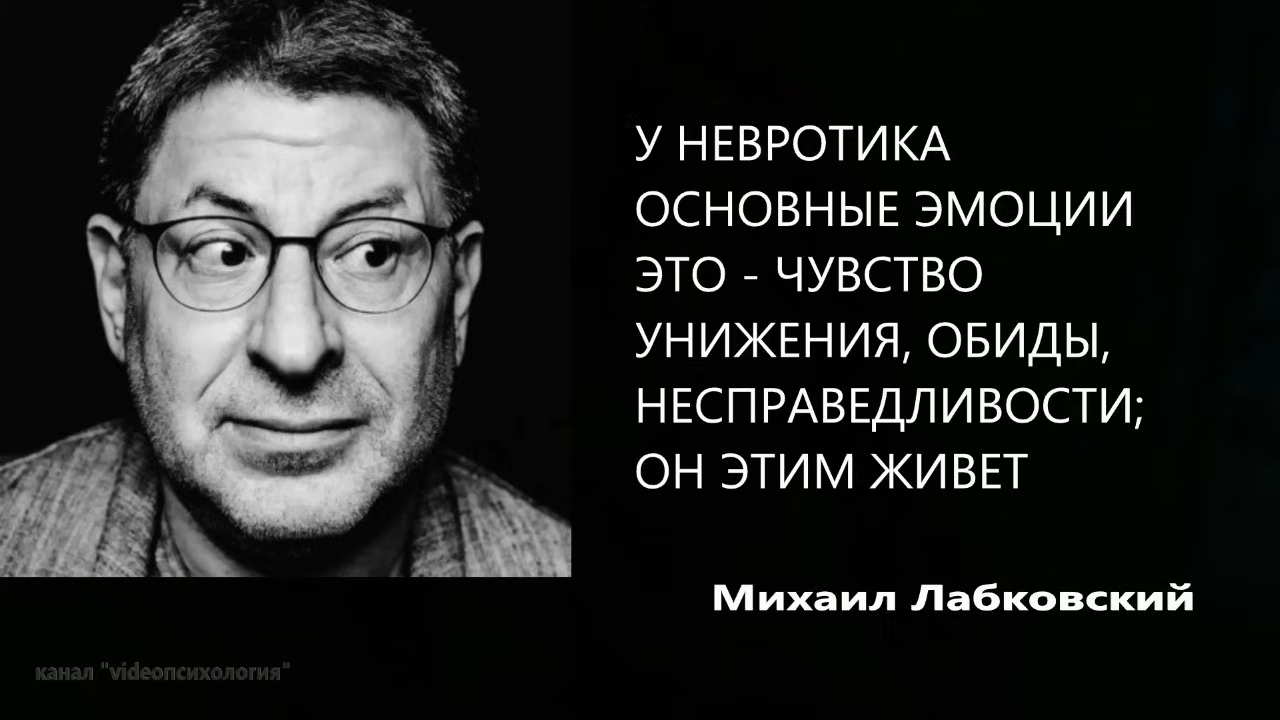 У НЕВРОТИКА
ОСНОВНЫЕ ЭМОЦИИ
ЭТО - ЧУВСТВО
УНИЖЕНИЯ, ОБИДЫ,
НЕСПРАВЕДЛИВОСТИ;
ОН ЭТИМ ЖИВЕТ
Михаил Лабковский
канал "videoпсихология"